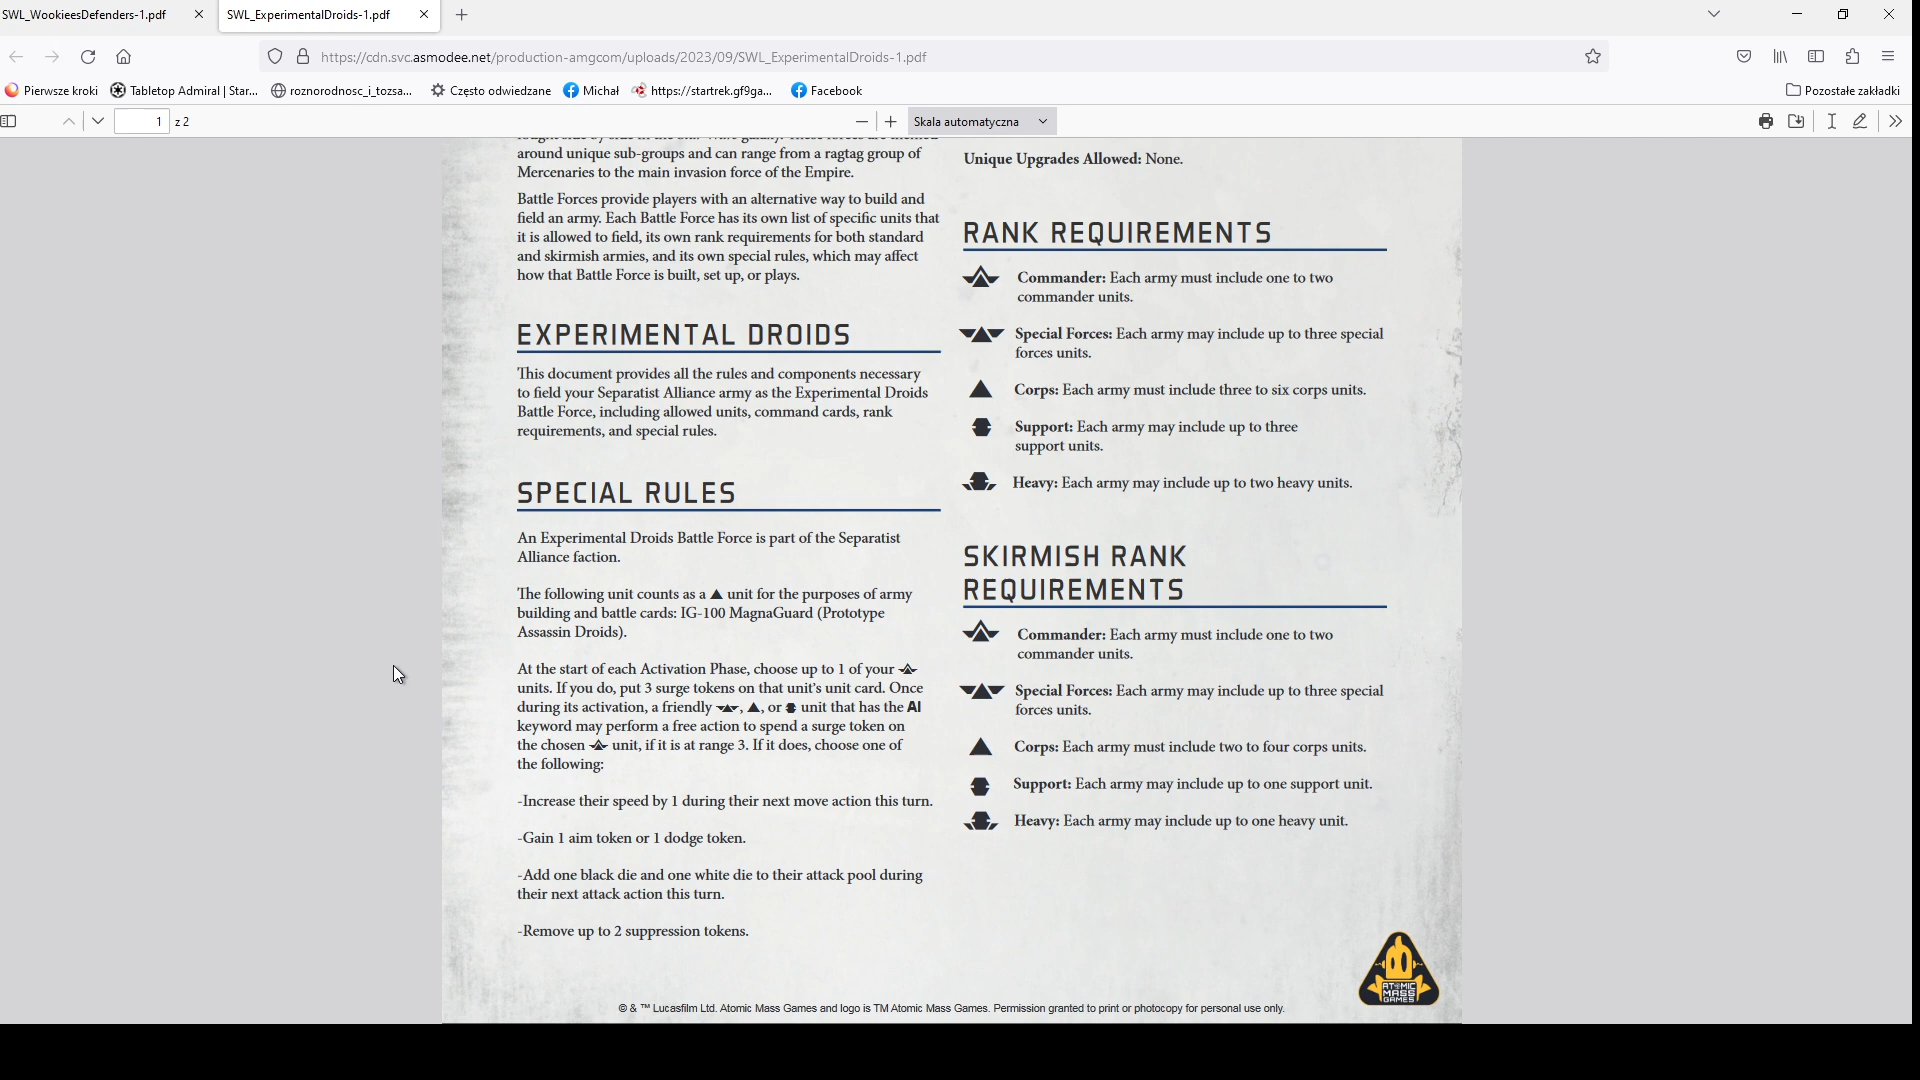 SWL_WookieesDefenders-1.pdf
SWL_ExperimentalDroids-1.pdf
https://cdn.svc.asmodee.net/production-amgcom/uploads/2023/09/SWL_ExperimentalDroids-1.pdf
Pierwsze kroki
Tabletop Admiral | Star...
roznorodnosc_i_tozsa...
Często odwiedzane
Michał
https://startrek.gf9ga...
Facebook
Pozostałe zakładki
1 z 2
Skala automatyczna
around unique sub-groups and can range from a ragtag group of
Mercenaries to the main invasion force of the Empire.
Battle Forces provide players with an alternative way to build and
field an army. Each Battle Force has its own list of specific units that
it is allowed to field, its own rank requirements for both standard
and skirmish armies, and its own special rules, which may affect
how that Battle Force is built, set up, or plays.
EXPERIMENTAL DROIDS
This document provides all the rules and components necessary
to field your Separatist Alliance army as the Experimental Droids
Battle Force, including allowed units, command cards, rank
requirements, and special rules.
SPECIAL RULES
An Experimental Droids Battle Force is part of the Separatist
Alliance faction.
The following unit counts as a unit for the purposes of army
building and battle cards: IG-100 MagnaGuard (Prototype
Assassin Droids).
At the start of each Activation Phase, choose up to 1 of your
units. If you do, put 3 surge tokens on that unit's unit card. Once
during its activation, a friendly , , or unit that has the AI
keyword may perform a free action to spend a surge token on
the chosen unit, if it is at range 3. If it does, choose one of
the following:
-Increase their speed by 1 during their next move action this turn.
-Gain 1 aim token or 1 dodge token.
-Add one black die and one white die to their attack pool during
their next attack action this turn.
-Remove up to 2 suppression tokens.
Unique Upgrades Allowed: None.
RANK REQUIREMENTS
Commander: Each army must include one to two
commander units.
Special Forces: Each army may include up to three special
forces units.
Corps: Each army must include three to six corps units.
Support: Each army may include up to three
support units.
Heavy: Each army may include up to two heavy units.
SKIRMISH RANK
REQUIREMENTS
Commander: Each army must include one to two
commander units.
Special Forces: Each army may include up to three special
forces units.
Corps: Each army must include two to four corps units.
Support: Each army may include up to one support unit.
Heavy: Each army may include up to one heavy unit.
ATOMIC
MASS
GAMES
© & ™ Lucasfilm Ltd. Atomic Mass Games and logo is TM Atomic Mass Games. Permission granted to print or photocopy for personal use only.